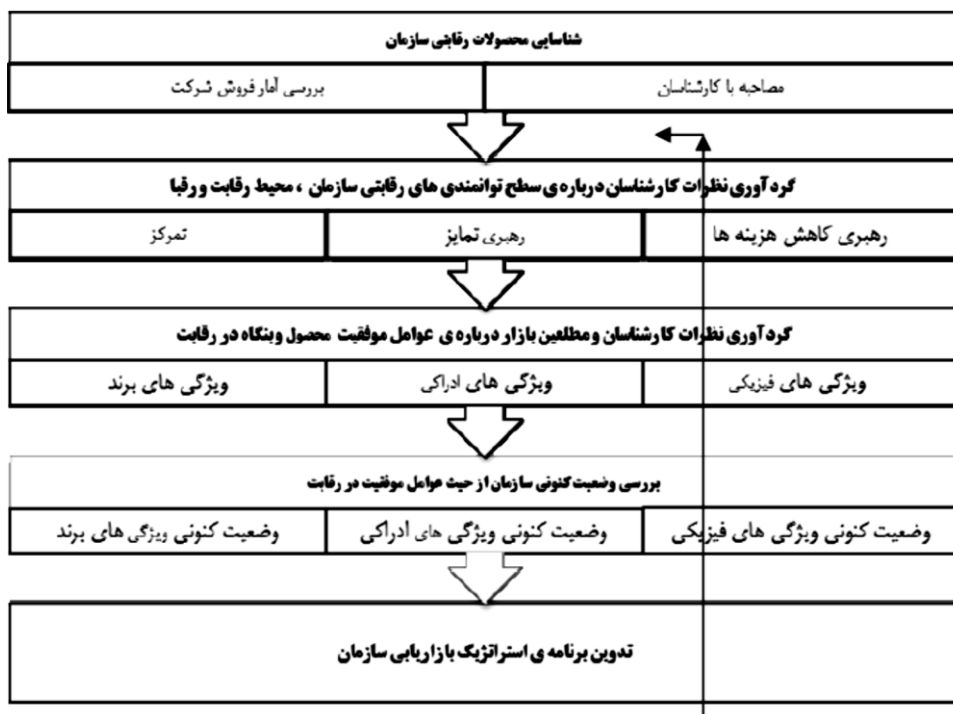 شناسایی محصولات رقابتی سازمان
مصاحبه با کارشناسان
بررسی آمار فروش شرکت
گردآوری نظرات کارشناسان درباره ی سطح توانمندی های رقابتی سازمان ، محیط رقابت و رقبا
رهبری کاهش هزینه ها
رهبری تمایز
تمرکز
گردآوری نظرات کارشناسان و مطلعین بازار درباره ی عوامل موفقیت محصول و بنگاه در رقابت
ویژگی های فیزیکی
ویژگی های ادراکی
ویژگی های برند
بررسی وضعیت کنونی سازمان از حیث عوامل موفقیت در رقابت
وضعیت کنونی ویژگی های فیزیکی
وضعیت کنونی ویژگی های ادراکی
وضعیت کنونی ویژگی های برند
تدوین برنامه ی استراتژیک بازاریابی سازمان